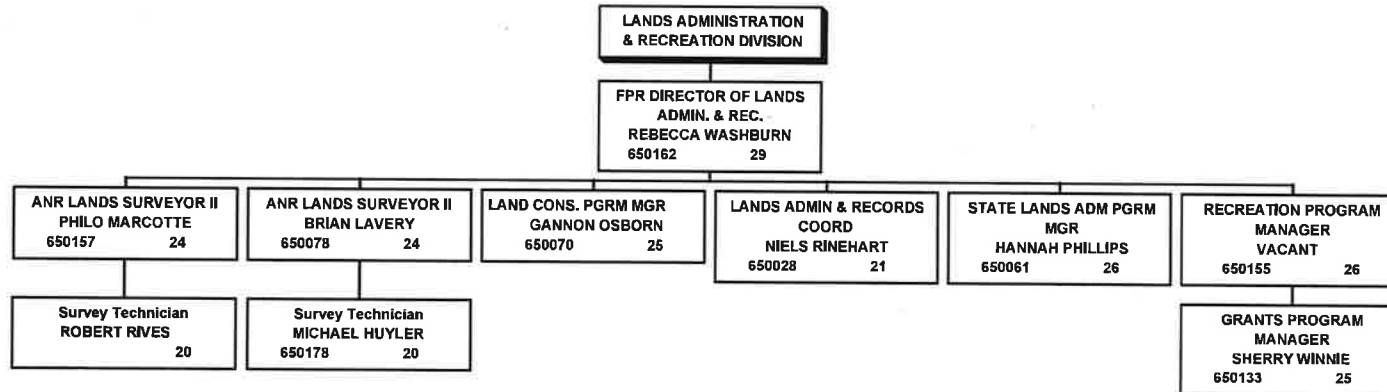 LANDS ADMINISTRATION
& RECREATION DIVISION
FPR DIRECTOR OF LANDS
ADMIN. & REC.
REBECCA WASHBURN
650162 29
ANR LANDS SURVEYOR II
PHILO MARCOTTE
650157 24
ANR LANDS SURVEYOR II
BRIAN LAVERY
650078 24
LAND CONS. PGRM MGR
GANNON OSBORN
650070 25
LANDS ADMIN & RECORDS
COORD
NIELS RINEHART
650028 21
STATE LANDS ADM PGRM
MGR
HANNAH PHILLIPS
650061 26
RECREATION PROGRAM
MANAGER
VACANT
650155 26
Survey Technician
ROBERT RIVES
20
Survey Technician
MICHAEL HUYLER
650178 20
GRANTS PROGRAM
MANAGER
SHERRY WINNIE
650133 25